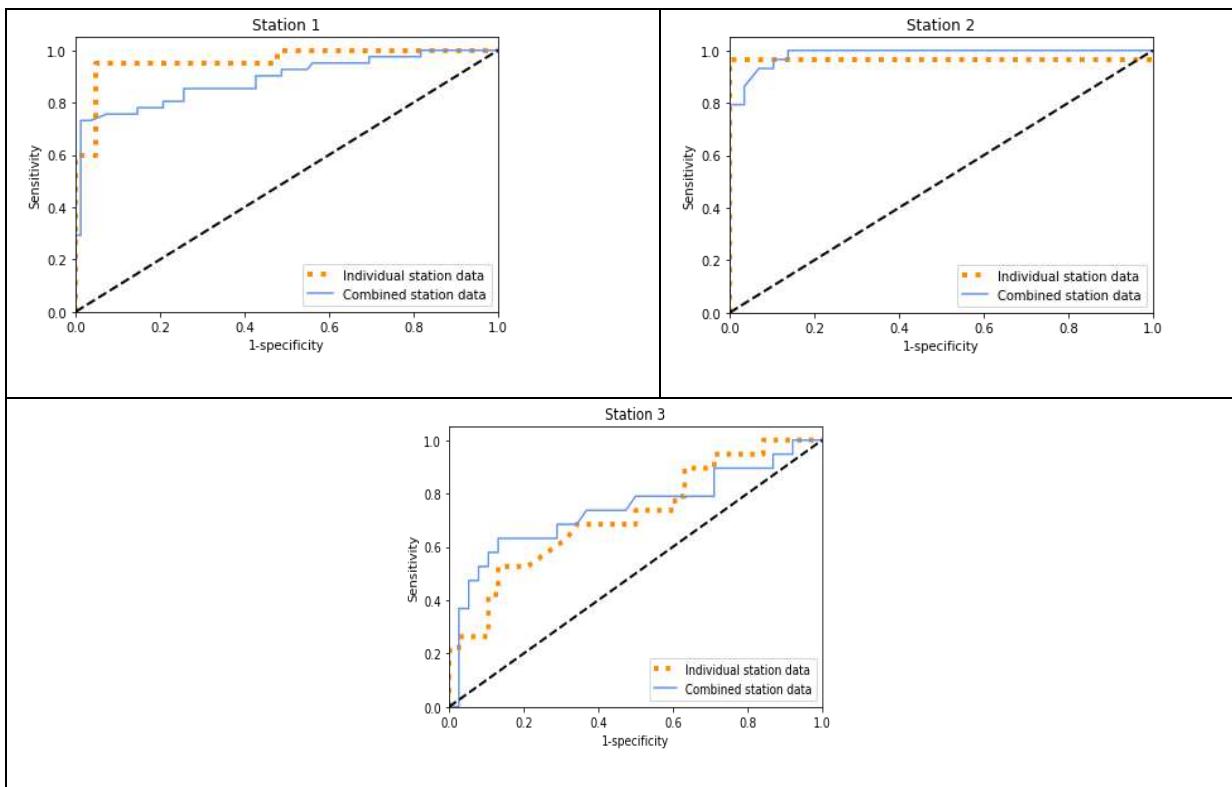 Station 1
1.0
0.8
0.6
0.4
0.2
0.0
Sensitivity
Individual station data
Combined station data
0.0 0.2 0.4 0.6 0.8 1.0
1-specificity
Station 2
1.0
0.8
0.6
0.4
0.2
0.0
Sensitivity
Individual station data
Combined station data
0.0 0.2 0.4 0.6 0.8 1.0
1-specificity
Station 3
1.0
0.8
0.6
0.4
0.2
0.0
Sensitivity
Individual station data
Combined station data
0.0 0.2 0.4 0.6 0.8 1.0
1-specificity